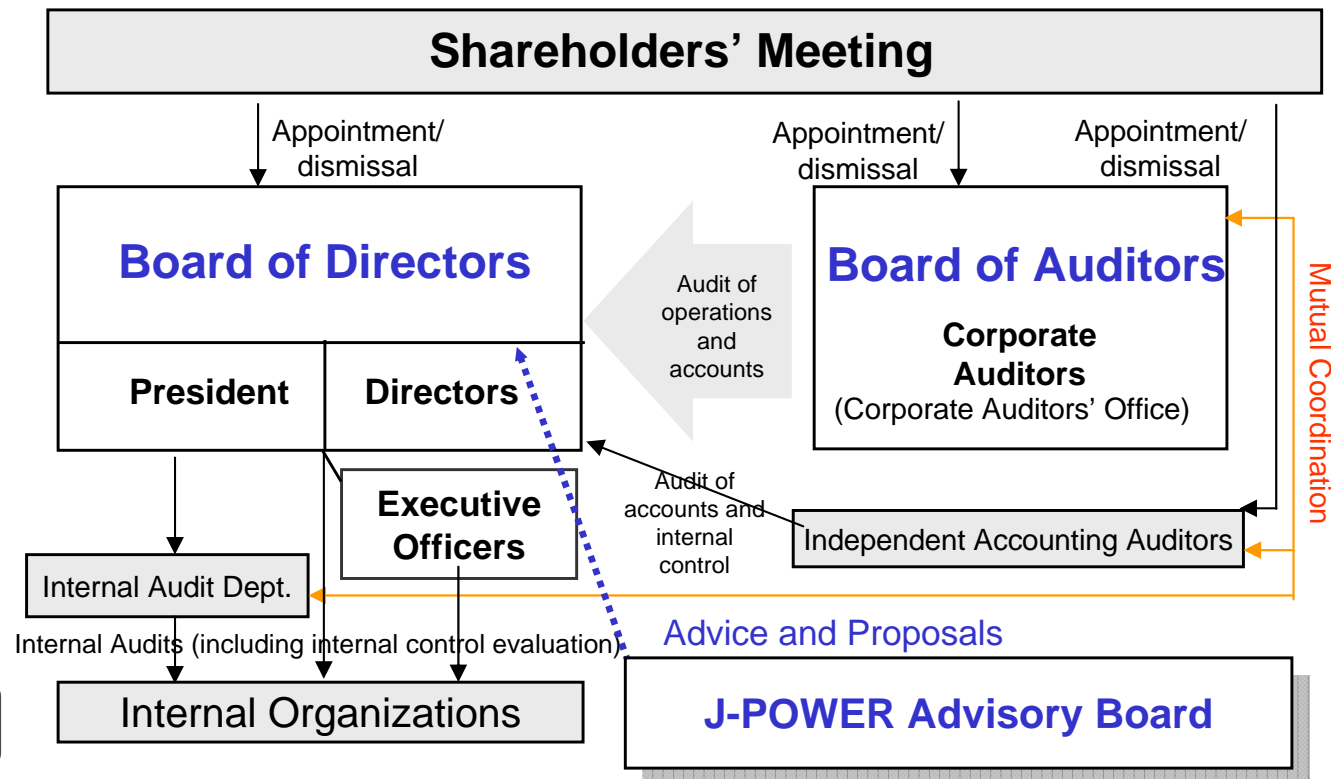 Shareholders' Meeting
Appointment/
dismissal
Appointment/
dismissal
Appointment/
dismissal
Board of Directors
President
Directors
Audit of
operations
and
accounts
Board of Auditors
Corporate
Auditors
(Corporate Auditors' Office)
Mutual Coordination
Executive
Officers
Audit of
accounts and
internal
control
Independent Accounting Auditors
Internal Audit Dept.
Internal Audits (including internal control evaluation)
Advice and Proposals
Internal Organizations
J-POWER Advisory Board